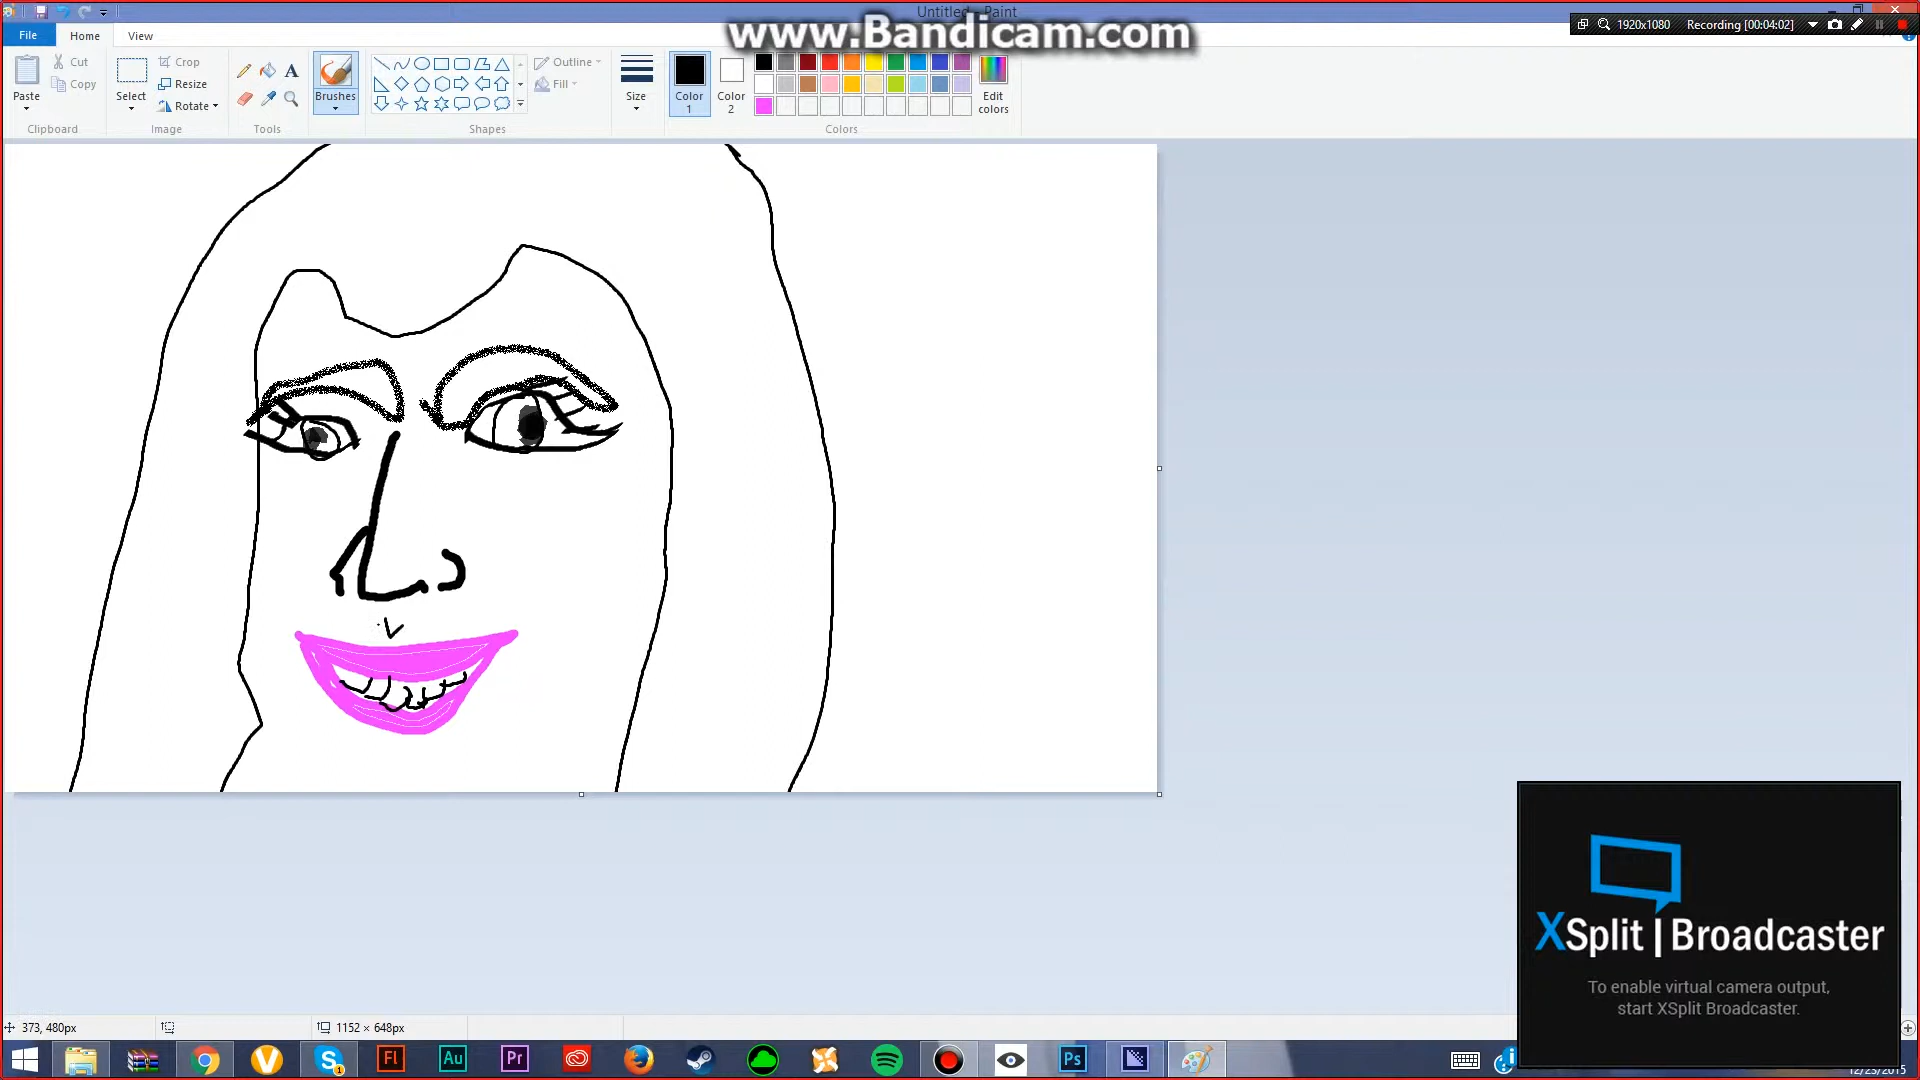 Untitled - Paint
www.Bandicam.com
1920x1080
Recording [00:04:02]
File
Home
View
Paste
Cut
Copy
Select
Crop
Resize
Rotate
Brushes
Outline
Fill
Size
Color 1
Color 2
Edit colors
Clipboard
Image
Tools
Shapes
Colors
XSplit | Broadcaster
To enable virtual camera output,
start XSplit Broadcaster.
373, 480px
1152 × 648px
Fl
Au
Pr
Ps